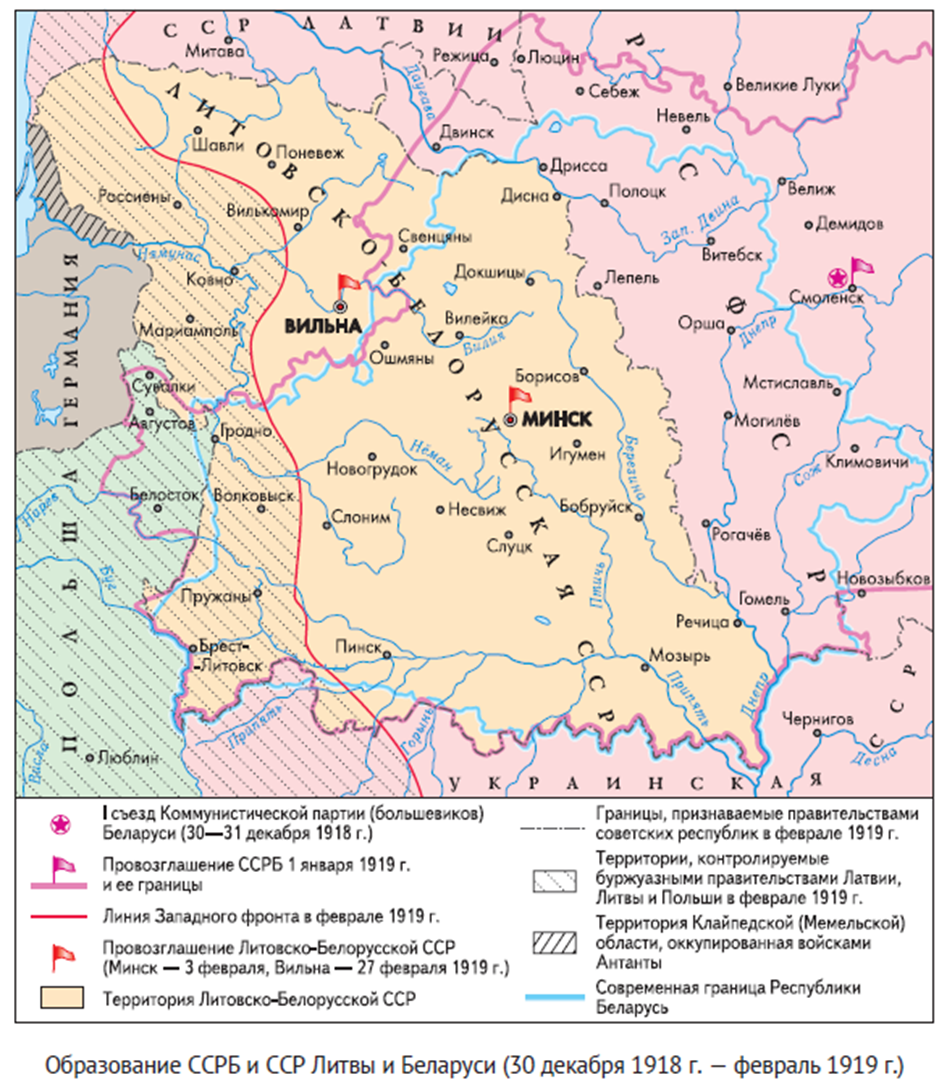 ССР ЛАТВИИ
Митава
Режица
Люцин
Р
Даугава
Себеж
Великие Луки
Невель
ЛИТОВСКО-БЕЛОРУССКАЯ ССР
Шавли
Поневеж
Двинск
Дрисса
С
Россиены
Вилькомир
Дисна
Полоцк
Велиж
Зап. Двина
Демидов
Свенцяны
Нямунас
Ковно
Докшицы
Лепель
Витебск
Смоленск
ГЕРМАНИЯ
ВИЛЬНА
Вилейка
Вилия
Ф
Орша
Днепр
Мариамполь
Ошмяны
Борисов
Сувалки
Мстиславль
Августов
МИНСК
Могилёв
Гродно
Игумен
С
Новогрудок
Нёман
Березина
Климовичи
Сож
Нарев
Белосток
Волковыск
Слоним
Несвиж
Бобруйск
Рогачёв
Слуцк
ПОЛЬША
Буг
Птичь
Р
Новозыбков
Пружаны
Гомель
Речица
Брест-
-Литовск
Пинск
Мозырь
Припять
Днепр
Припять
Горынь
Чернигов
Десна
Висла
Люблин
УКРАИНСКАЯ ССР
I съезд Коммунистической партии (большевиков)
Беларуси (30—31 декабря 1918 г.)
Провозглашение ССРБ 1 января 1919 г.
и ее границы
Линия Западного фронта в феврале 1919 г.
Провозглашение Литовско-Белорусской ССР
(Минск — 3 февраля, Вильна — 27 февраля 1919 г.)
Территория Литовско-Белорусской ССР
Границы, признаваемые правительствами
советских республик в феврале 1919 г.
Территории, контролируемые
буржуазными правительствами Латвии,
Литвы и Польши в феврале 1919 г.
Территория Клайпедской (Мемельской)
области, оккупированная войсками
Антанты
Современная граница Республики
Беларусь
Образование ССРБ и ССР Литвы и Беларуси (30 декабря 1918 г. — февраль 1919 г.)